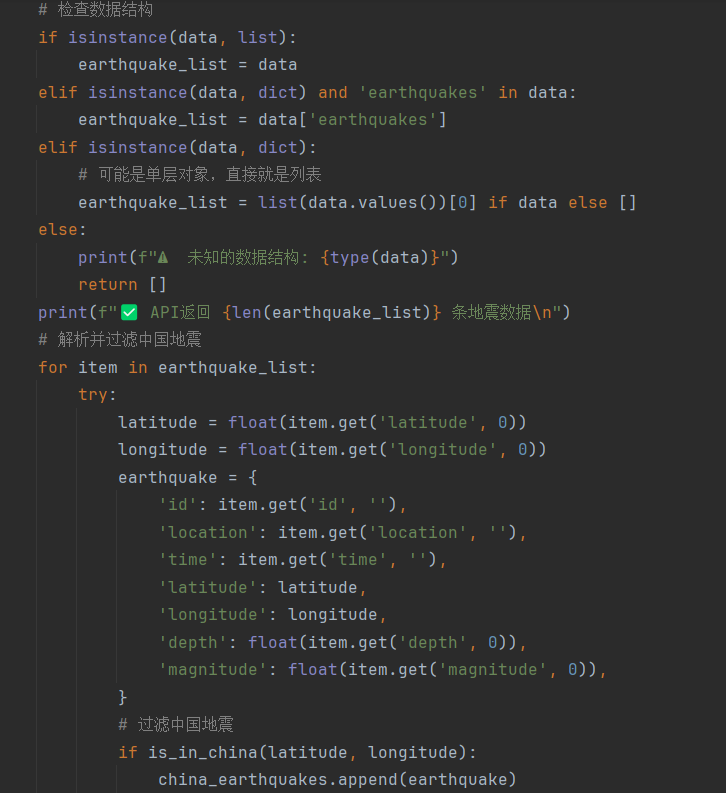 # 检查数据结构
if isinstance(data, list):
    earthquake_list = data
elif isinstance(data, dict) and 'earthquakes' in data:
    earthquake_list = data['earthquakes']
elif isinstance(data, dict):
    # 可能是单层对象，直接就是列表
    earthquake_list = list(data.values())[0] if data else []
else:
    print(f"⚠ 未知的数据结构: {type(data)}")
    return []
print(f"✅ API返回 {len(earthquake_list)} 条地震数据\n")
# 解析并过滤中国地震
for item in earthquake_list:
    try:
        latitude = float(item.get('latitude', 0))
        longitude = float(item.get('longitude', 0))
        earthquake = {
            'id': item.get('id', ''),
            'location': item.get('location', ''),
            'time': item.get('time', ''),
            'latitude': latitude,
            'longitude': longitude,
            'depth': float(item.get('depth', 0)),
            'magnitude': float(item.get('magnitude', 0)),
        }
        # 过滤中国地震
        if is_in_china(latitude, longitude):
            china_earthquakes.append(earthquake)